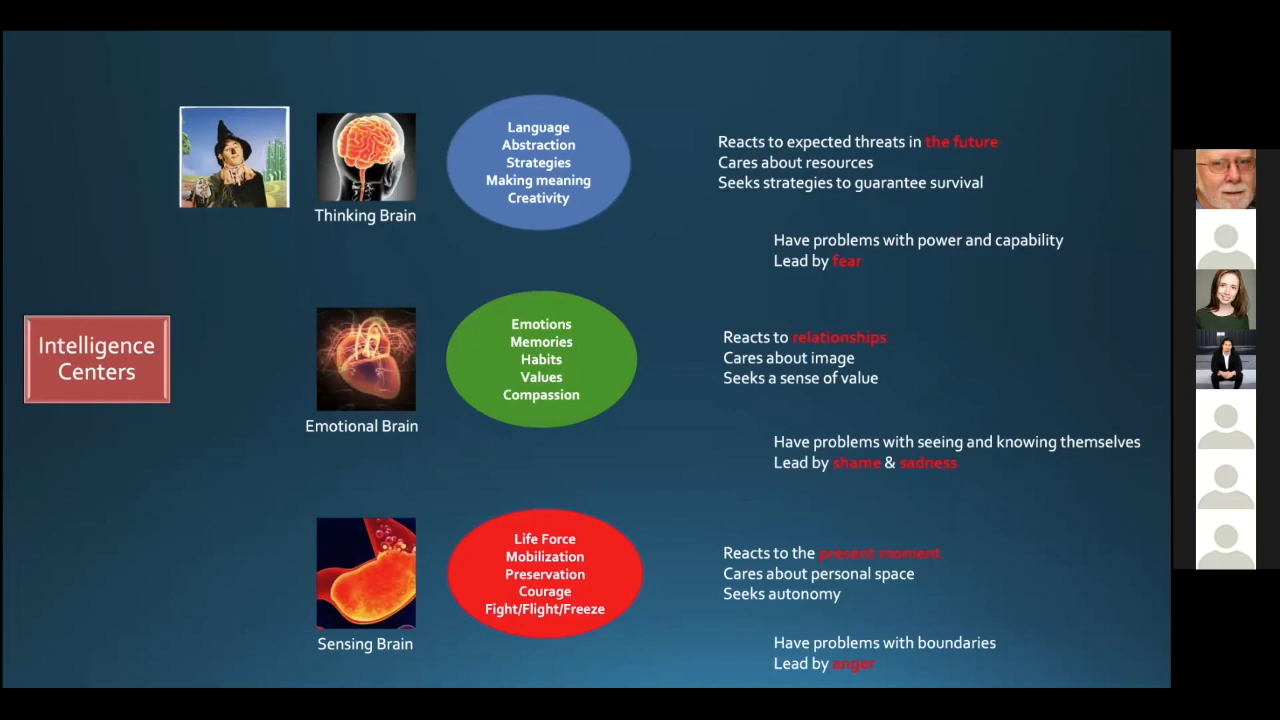 Intelligence
Centers
Thinking Brain
Language
Abstraction
Strategies
Making meaning
Creativity
Reacts to expected threats in the future
Cares about resources
Seeks strategies to guarantee survival
Have problems with power and capability
Lead by fear
Emotional Brain
Emotions
Memories
Habits
Values
Compassion
Reacts to relationships
Cares about image
Seeks a sense of value
Have problems with seeing and knowing themselves
Lead by shame & sadness
Sensing Brain
Life Force
Mobilization
Preservation
Courage
Fight/Flight/Freeze
Reacts to the present moment
Cares about personal space
Seeks autonomy
Have problems with boundaries
Lead by anger